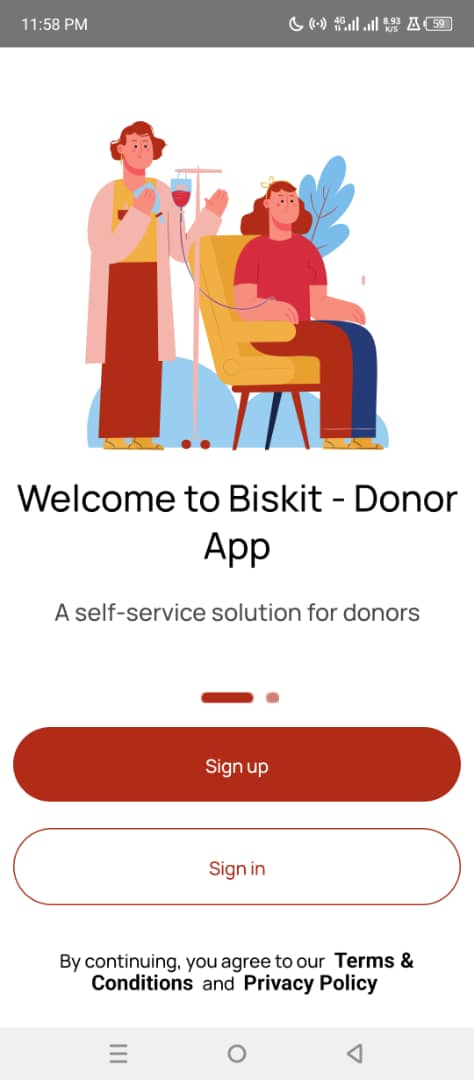 11:58 PM 4G 8.93 K/S 59
Welcome to Biskit - Donor
App
A self-service solution for donors
Sign up
Sign in
By continuing, you agree to our Terms &
Conditions and Privacy Policy